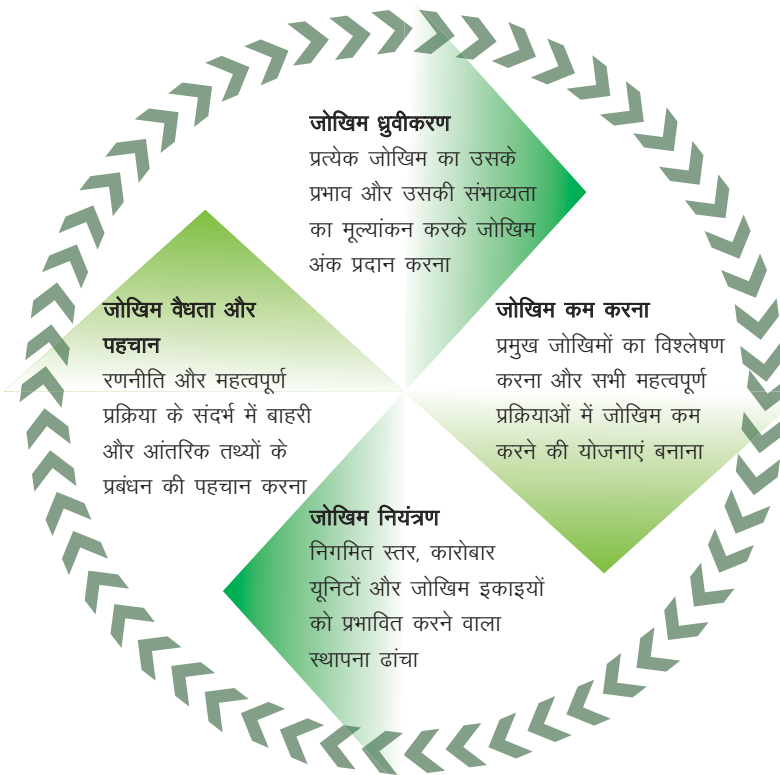 जोखिम ध्रुवीकरण
प्रत्येक जोखिम का उसके
प्रभाव और उसकी संभाव्यता
का मूल्यांकन करके जोखिम
अंक प्रदान करना
जोखिम वैधता और
पहचान
रणनीति और महत्वपूर्ण
प्रक्रिया के संदर्भ में बाहरी
और आंतरिक तथ्यों के
प्रबंधन की पहचान करना
जोखिम कम करना
प्रमुख जोखिमों का विश्लेषण
करना और सभी महत्वपूर्ण
प्रक्रियाओं में जोखिम कम
करने की योजनाएं बनाना
जोखिम नियंत्रण
निगमित स्तर, कारोबार
यूनिटों और जोखिम इकाइयों
को प्रभावित करने वाला
स्थापना ढांचा